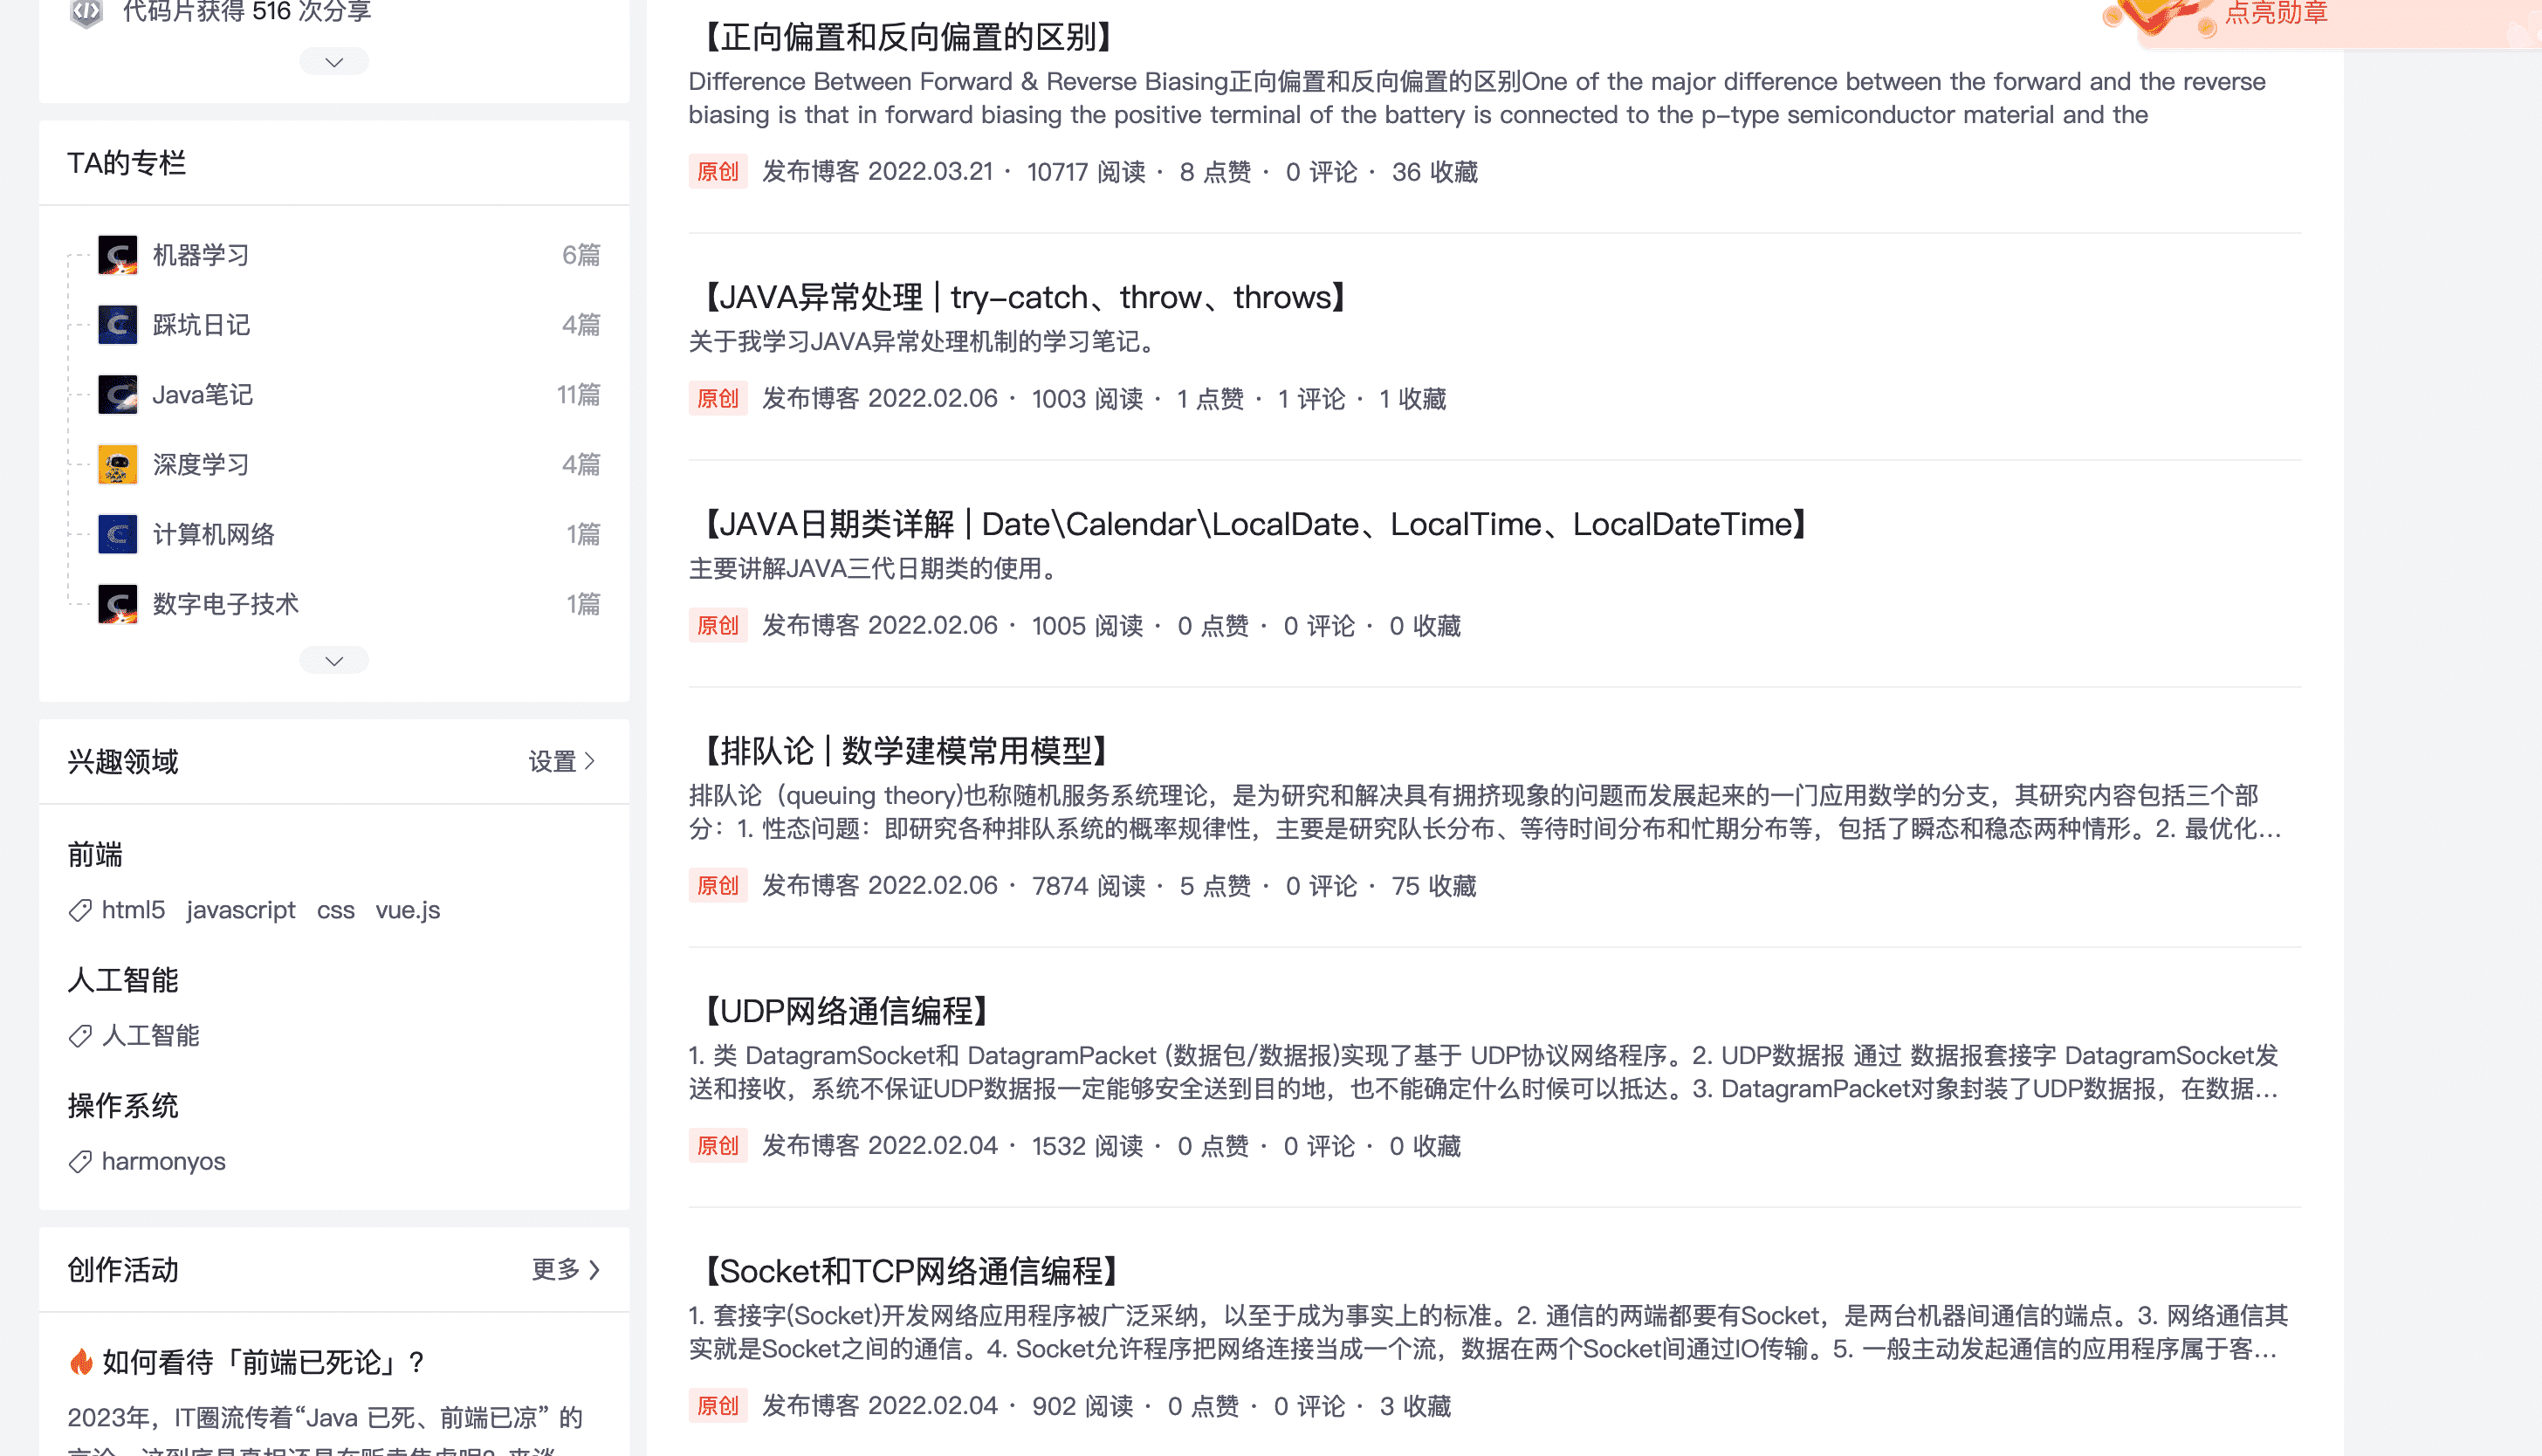 代码片获得 516 次分享
TA的专栏
机器学习 6篇
踩坑日记 4篇
Java笔记 11篇
深度学习 4篇
计算机网络 1篇
数字电子技术 1篇
兴趣领域 设置
前端
html5 javascript css vue.js
人工智能
人工智能
操作系统
harmonyos
创作活动 更多
如何看待「前端已死论」?
2023年，IT圈流传着“Java 已死、前端已凉” 的
【正向偏置和反向偏置的区别】
Difference Between Forward & Reverse Biasing正向偏置和反向偏置的区别One of the major difference between the forward and the reverse
biasing is that in forward biasing the positive terminal of the battery is connected to the p-type semiconductor material and the
原创 发布博客 2022.03.21 · 10717 阅读 · 8 点赞 · 0 评论 · 36 收藏
【JAVA异常处理 | try-catch、throw、throws】
关于我学习JAVA异常处理机制的学习笔记。
原创 发布博客 2022.02.06 · 1003 阅读 · 1 点赞 · 1 评论 · 1 收藏
【JAVA日期类详解 | Date\Calendar\LocalDate、LocalTime、LocalDateTime】
主要讲解JAVA三代日期类的使用。
原创 发布博客 2022.02.06 · 1005 阅读 · 0 点赞 · 0 评论 · 0 收藏
【排队论 | 数学建模常用模型】
排队论（queuing theory)也称随机服务系统理论，是为研究和解决具有拥挤现象的问题而发展起来的一门应用数学的分支，其研究内容包括三个部
分：1. 性态问题：即研究各种排队系统的概率规律性，主要是研究队长分布、等待时间分布和忙期分布等，包括了瞬态和稳态两种情形。2. 最优化...
原创 发布博客 2022.02.06 · 7874 阅读 · 5 点赞 · 0 评论 · 75 收藏
【UDP网络通信编程】
1. 类 DatagramSocket和 DatagramPacket (数据包/数据报)实现了基于 UDP协议网络程序。2. UDP数据报 通过 数据报套接字 DatagramSocket发
送和接收，系统不保证UDP数据报一定能够安全送到目的地，也不能确定什么时候可以抵达。3. DatagramPacket对象封装了UDP数据报，在数据...
原创 发布博客 2022.02.04 · 1532 阅读 · 0 点赞 · 0 评论 · 0 收藏
【Socket和TCP网络通信编程】
1. 套接字(Socket)开发网络应用程序被广泛采纳，以至于成为事实上的标准。2. 通信的两端都要有Socket，是两台机器间通信的端点。3. 网络通信其
实就是Socket之间的通信。4. Socket允许程序把网络连接当成一个流，数据在两个Socket间通过IO传输。5. 一般主动发起通信的应用程序属于客...
原创 发布博客 2022.02.04 · 902 阅读 · 0 点赞 · 0 评论 · 3 收藏
点亮勋章